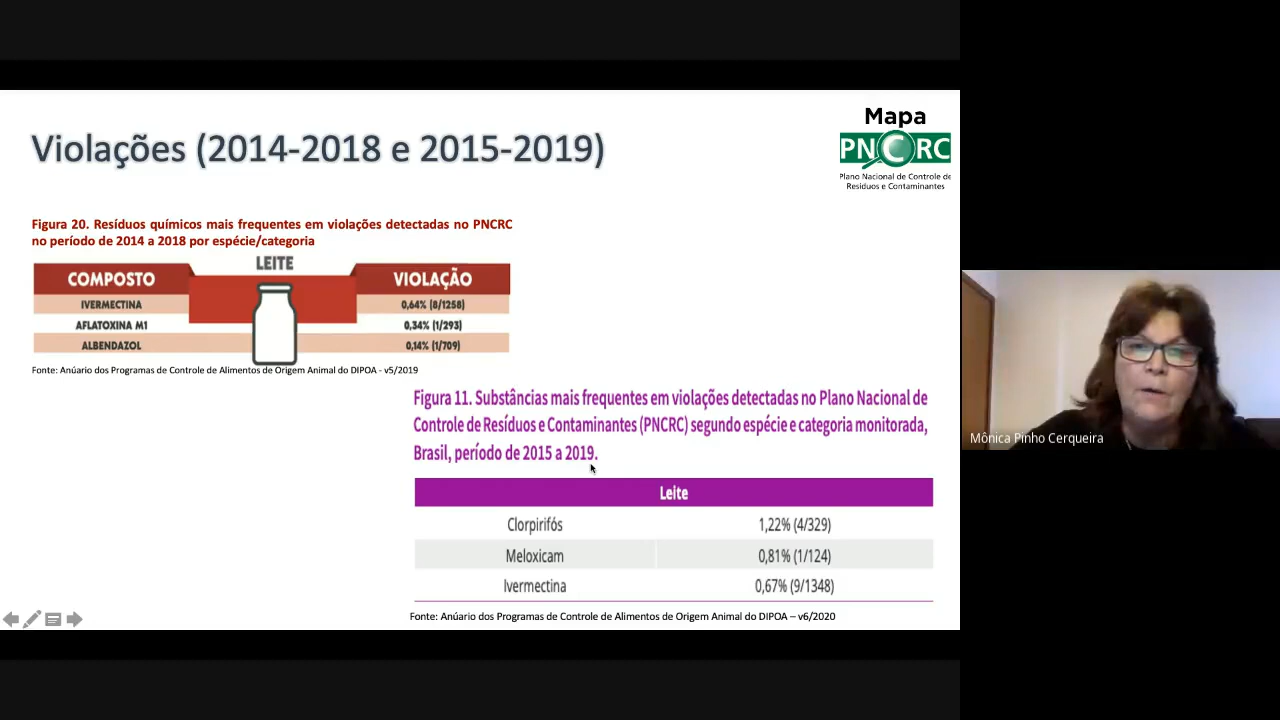 Violações (2014-2018 e 2015-2019)
Mapa
PNCRC
Plano Nacional de Controle de
Resíduos e Contaminantes
Figura 20. Resíduos químicos mais frequentes em violações detectadas no PNCRC
no período de 2014 a 2018 por espécie/categoria
LEITE
COMPOSTO VIOLAÇÃO
IVERMECTINA 0,64% (8/1258)
AFLATOXINA M1 0,34% (1/293)
ALBENDAZOL 0,14% (1/709)
Fonte: Anúario dos Programas de Controle de Alimentos de Origem Animal do DIPOA - v5/2019
Figura 11. Substâncias mais frequentes em violações detectadas no Plano Nacional de
Controle de Resíduos e Contaminantes (PNCRC) segundo espécie e categoria monitorada,
Brasil, período de 2015 a 2019.
Leite
Clorpirifós 1,22% (4/329)
Meloxicam 0,81% (1/124)
Ivermectina 0,67% (9/1348)
Fonte: Anúario dos Programas de Controle de Alimentos de Origem Animal do DIPOA – v6/2020
Mônica Pinho Cerqueira